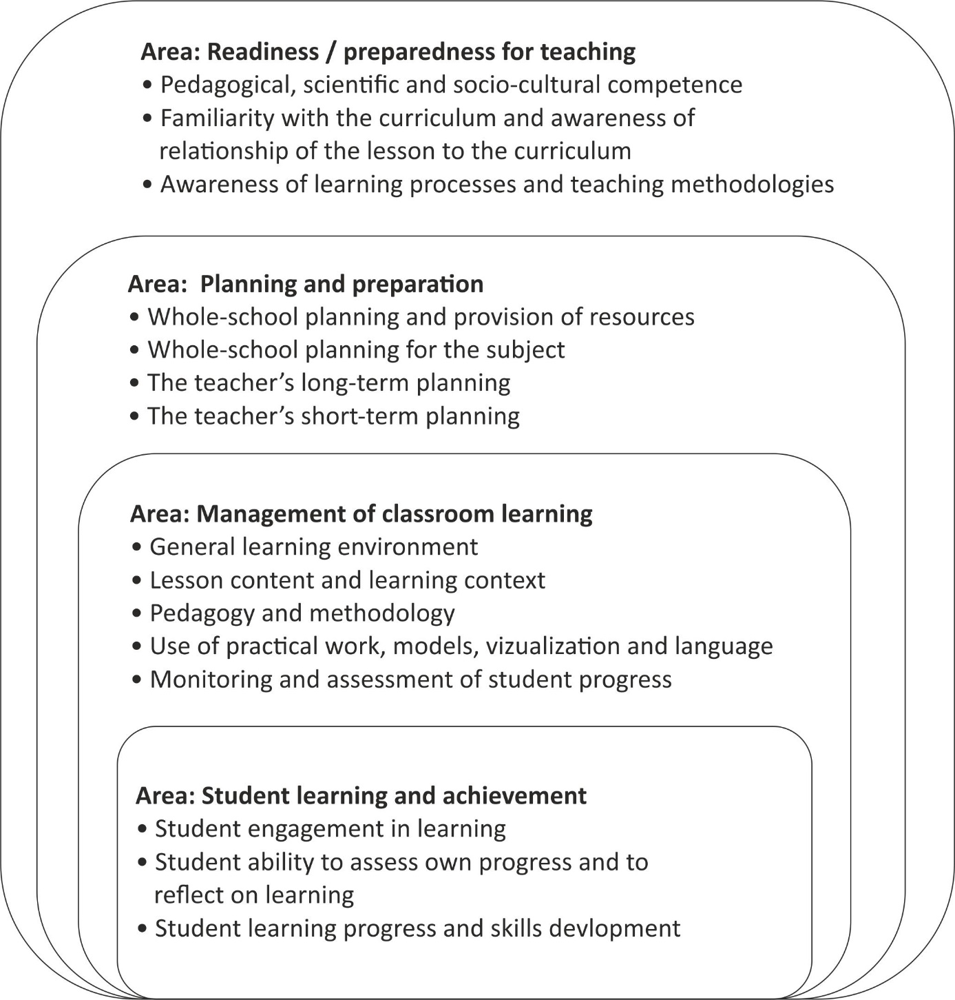 Area: Readiness / preparedness for teaching
• Pedagogical, scientific and socio-cultural competence
• Familiarity with the curriculum and awareness of
relationship of the lesson to the curriculum
• Awareness of learning processes and teaching methodologies
Area:  Planning and preparation
• Whole-school planning and provision of resources
• Whole-school planning for the subject
• The teacher’s long-term planning
• The teacher’s short-term planning
Area: Management of classroom learning
• General learning environment
• Lesson content and learning context
• Pedagogy and methodology
• Use of practical work, models, vizualization and language
• Monitoring and assessment of student progress
Area: Student learning and achievement
• Student engagement in learning
• Student ability to assess own progress and to
reflect on learning
• Student learning progress and skills devlopment